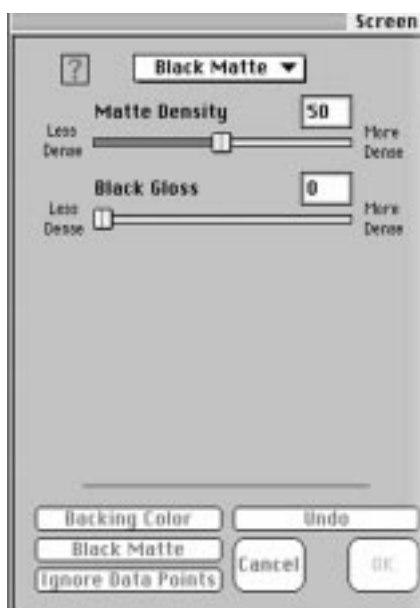 Screen
?
Black Matte
Matte Density 50
Less Dense
More Dense
Black Gloss 0
Less Dense
More Dense
Backing Color
Undo
Black Matte
Cancel
OK
Ignore Data Points